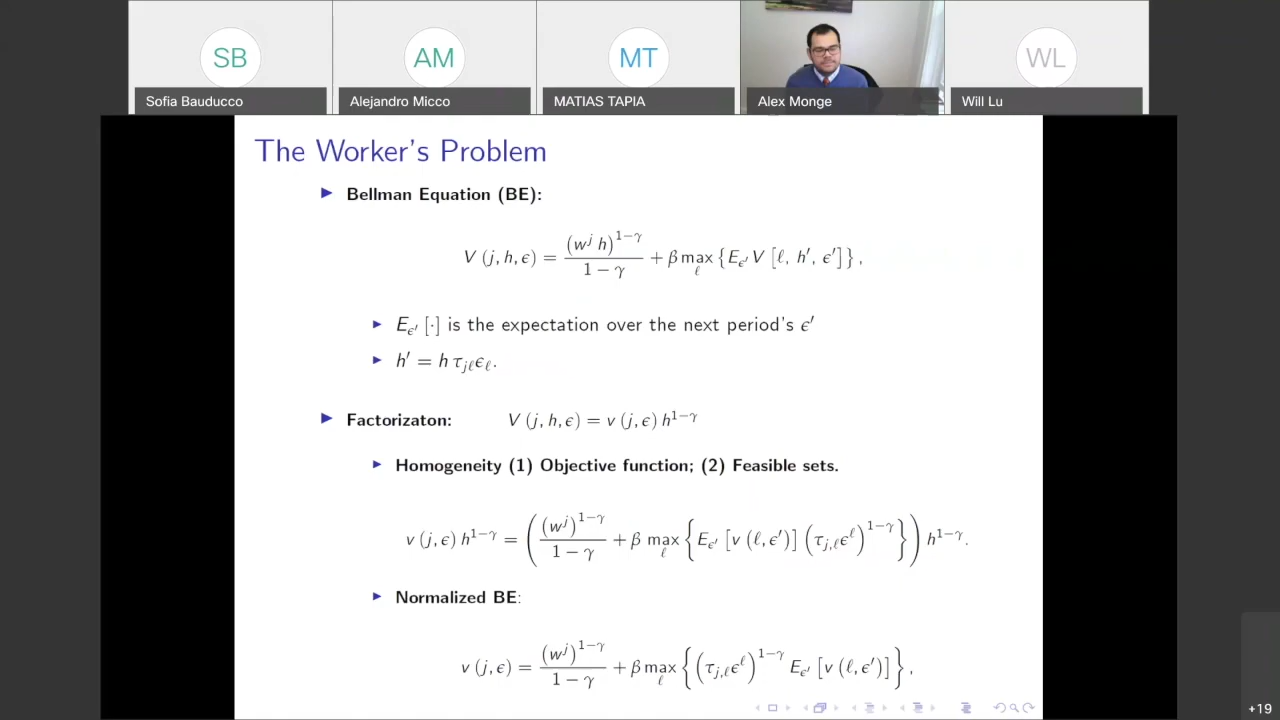 SB
AM
MT
WL
Sofia Bauducco
Alejandro Micco
MATIAS TAPIA
Alex Monge
Will Lu
The Worker's Problem
▶ Bellman Equation (BE):
V (j, h, ϵ) = (w^j h)^{1−γ} / (1 − γ) + β max_ℓ {E_{ϵ′} V [ℓ, h′, ϵ′]},
▶ E_{ϵ′} [·] is the expectation over the next period's ϵ′
▶ h′ = h τ_{jℓ} ϵ_ℓ.
▶ Factorizaton: V (j, h, ϵ) = v (j, ϵ) h^{1−γ}
▶ Homogeneity (1) Objective function; (2) Feasible sets.
v (j, ϵ) h^{1−γ} = ( (w^j)^{1−γ} / (1 − γ) + β max_ℓ { E_{ϵ′} [v (ℓ, ϵ′)] (τ_{j,ℓ} ϵ^ℓ)^{1−γ} } ) h^{1−γ}.
▶ Normalized BE:
v (j, ϵ) = (w^j)^{1−γ} / (1 − γ) + β max_ℓ { (τ_{j,ℓ} ϵ^ℓ)^{1−γ} E_{ϵ′} [v (ℓ, ϵ′)] },
+19